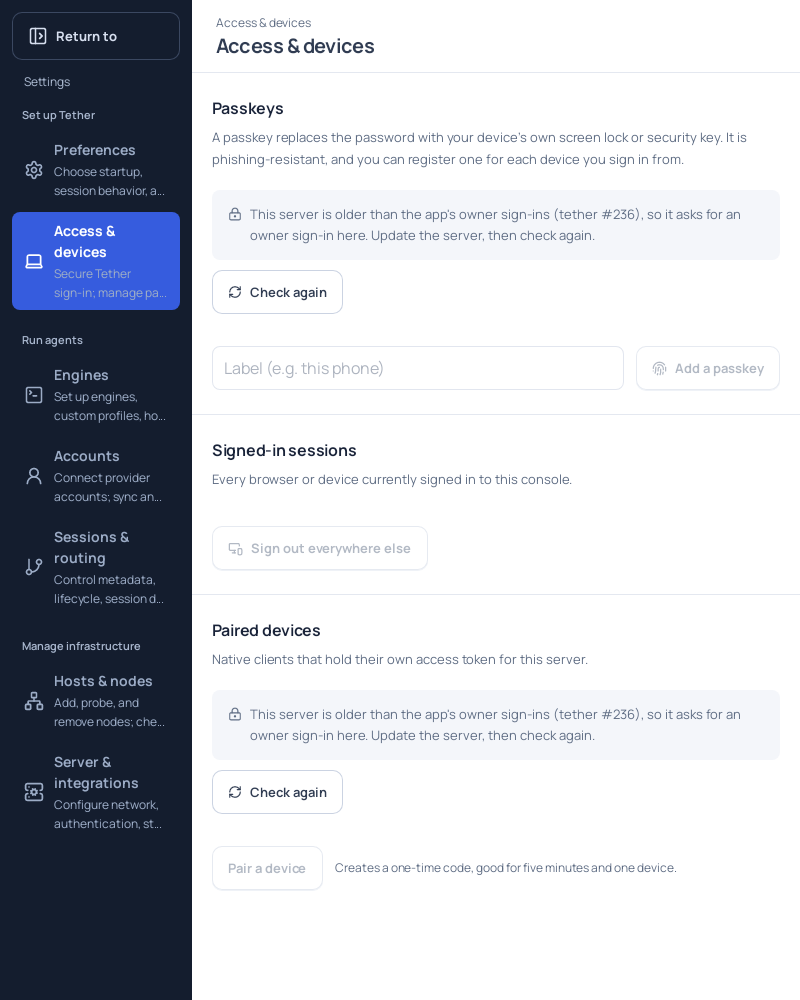 Return to
Settings
Set up Tether
Preferences
Choose startup,
session behavior, a...
Access &
devices
Secure Tether
sign-in; manage pa...
Run agents
Engines
Set up engines,
custom profiles, ho...
Accounts
Connect provider
accounts; sync an...
Sessions &
routing
Control metadata,
lifecycle, session d...
Manage infrastructure
Hosts & nodes
Add, probe, and
remove nodes; che...
Server &
integrations
Configure network,
authentication, st...
Access & devices
Access & devices
Passkeys
A passkey replaces the password with your device's own screen lock or security key. It is
phishing-resistant, and you can register one for each device you sign in from.
This server is older than the app's owner sign-ins (tether #236), so it asks for an
owner sign-in here. Update the server, then check again.
Check again
Label (e.g. this phone)
Add a passkey
Signed-in sessions
Every browser or device currently signed in to this console.
Sign out everywhere else
Paired devices
Native clients that hold their own access token for this server.
This server is older than the app's owner sign-ins (tether #236), so it asks for an
owner sign-in here. Update the server, then check again.
Check again
Pair a device
Creates a one-time code, good for five minutes and one device.